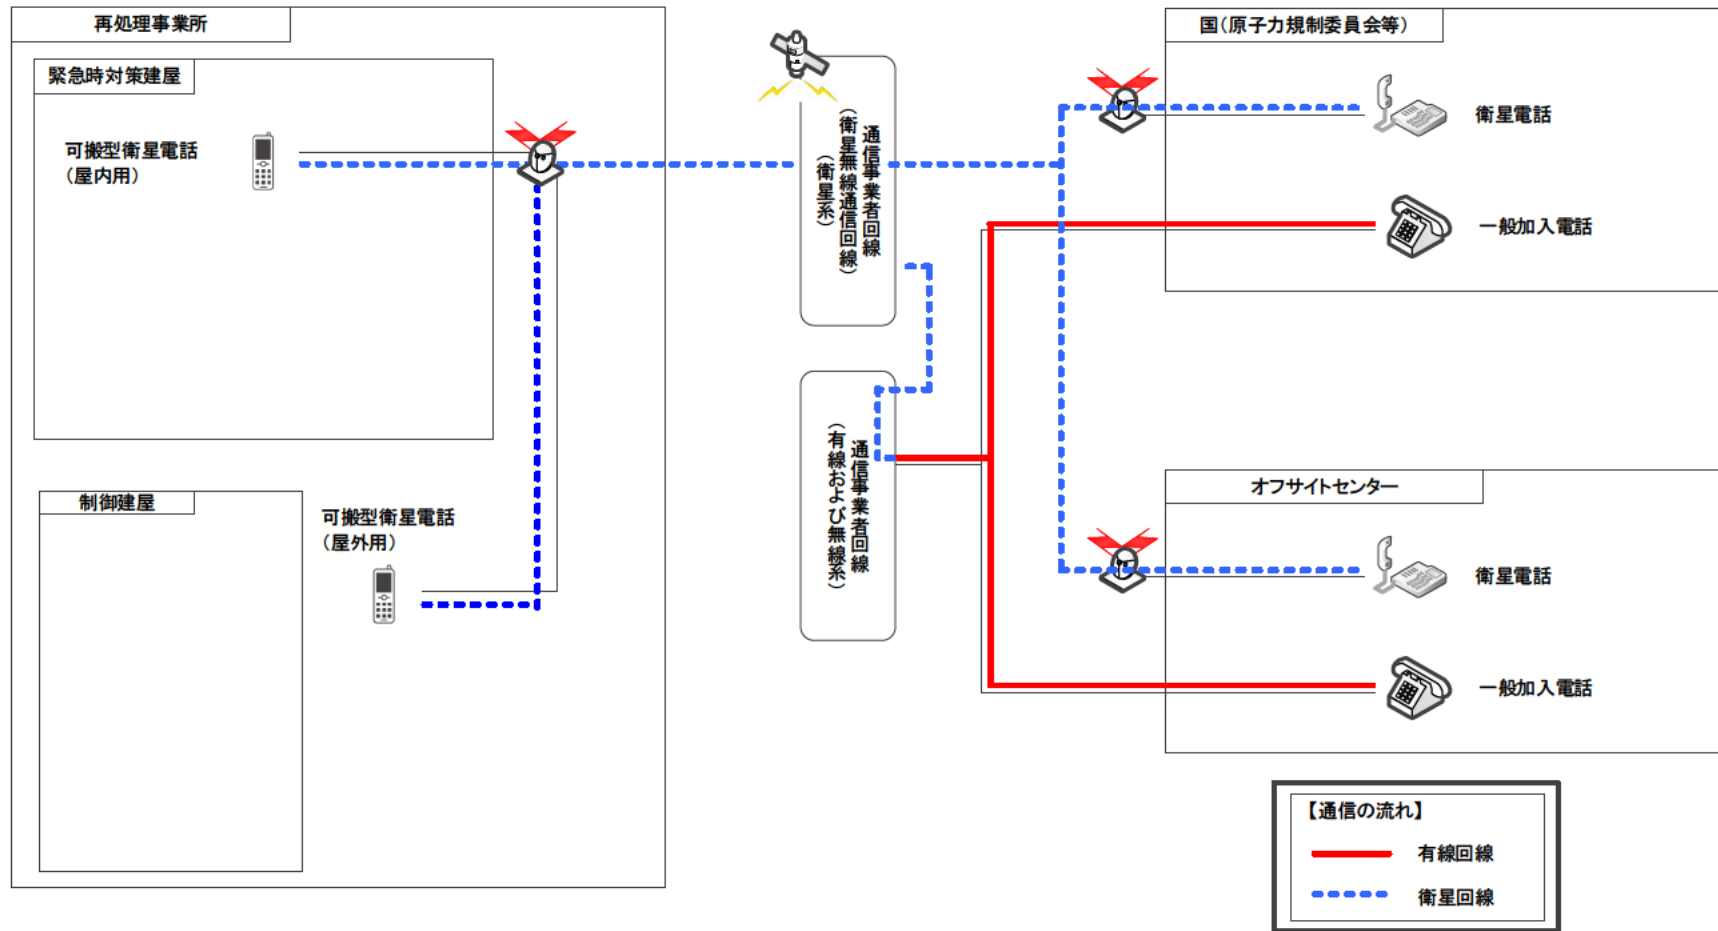 再処理事業所
緊急時対策建屋
可搬型衛星電話
（屋内用）
制御建屋
可搬型衛星電話
（屋外用）
通信事業者回線
（衛星無線通信回線）
（衛星系）
通信事業者回線
（有線および無線系）
国（原子力規制委員会等）
衛星電話
一般加入電話
オフサイトセンター
衛星電話
一般加入電話
【通信の流れ】
有線回線
衛星回線